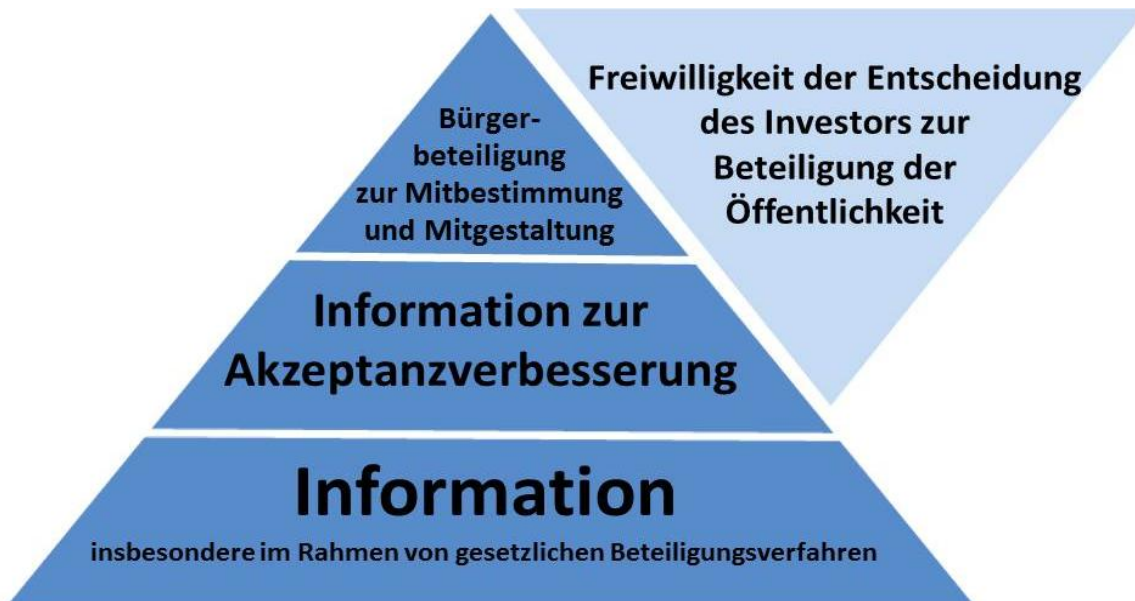 Bürger-
beteiligung
zur Mitbestimmung
und Mitgestaltung
Freiwilligkeit der Entscheidung
des Investors zur
Beteiligung der
Öffentlichkeit
Information zur
Akzeptanzverbesserung
Information
insbesondere im Rahmen von gesetzlichen Beteiligungsverfahren